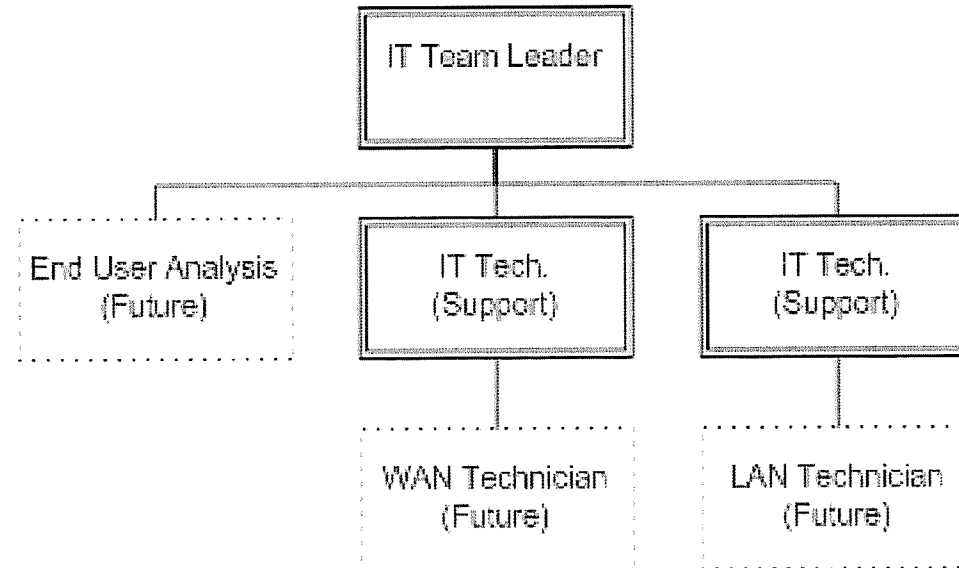 IT Team Leader
End User Analysis
(Future)
IT Tech.
(Support)
IT Tech.
(Support)
WAN Technician
(Future)
LAN Technician
(Future)